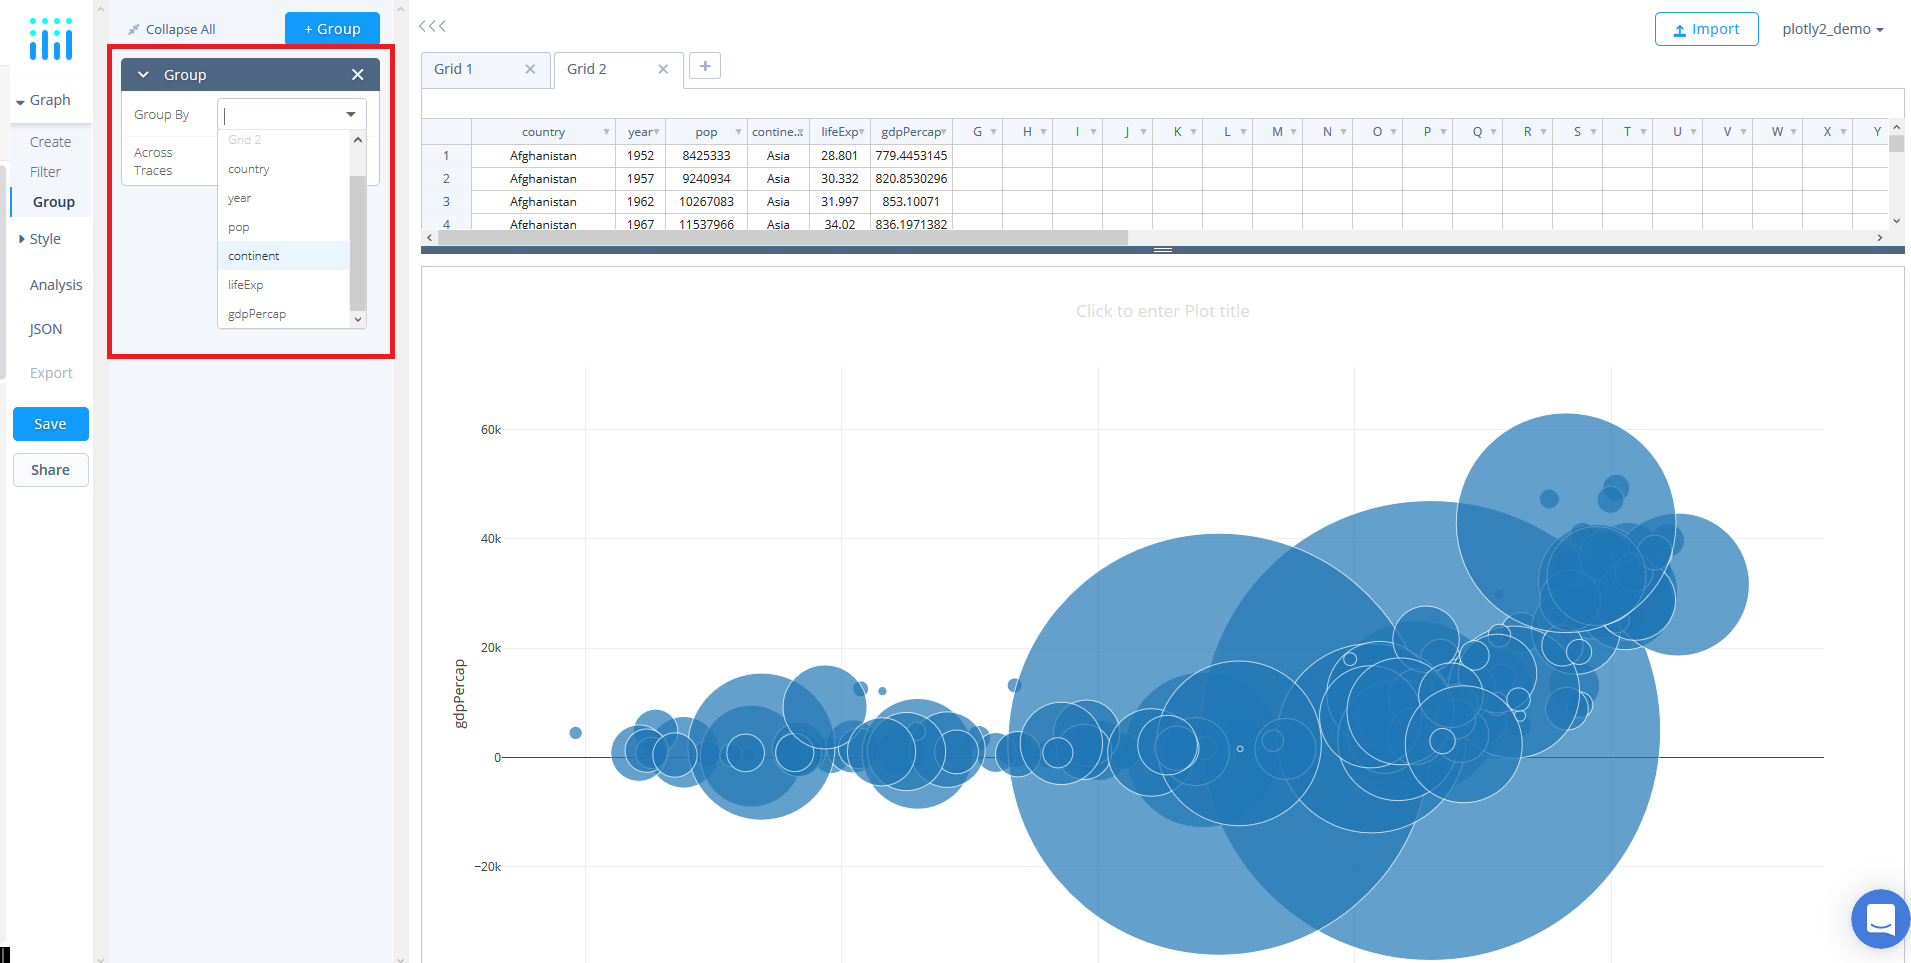 Collapse All
+ Group
Import
plotly2_demo
Grid 1
Grid 2
+
Graph
Create
Filter
Group
Style
Analysis
JSON
Export
Save
Share
Group
Group By
Grid 2
country
year
pop
continent
lifeExp
gdpPercap
Across
Traces
country year pop contine... lifeExp gdpPercap G H I J K L M N O P Q R S T U V W X Y
1 Afghanistan 1952 8425333 Asia 28.801 779.4453145
2 Afghanistan 1957 9240934 Asia 30.332 820.8530296
3 Afghanistan 1962 10267083 Asia 31.997 853.10071
4 Afghanistan 1967 11537966 Asia 34.02 836.1971382
Click to enter Plot title
60k
40k
20k
0
−20k
gdpPercap